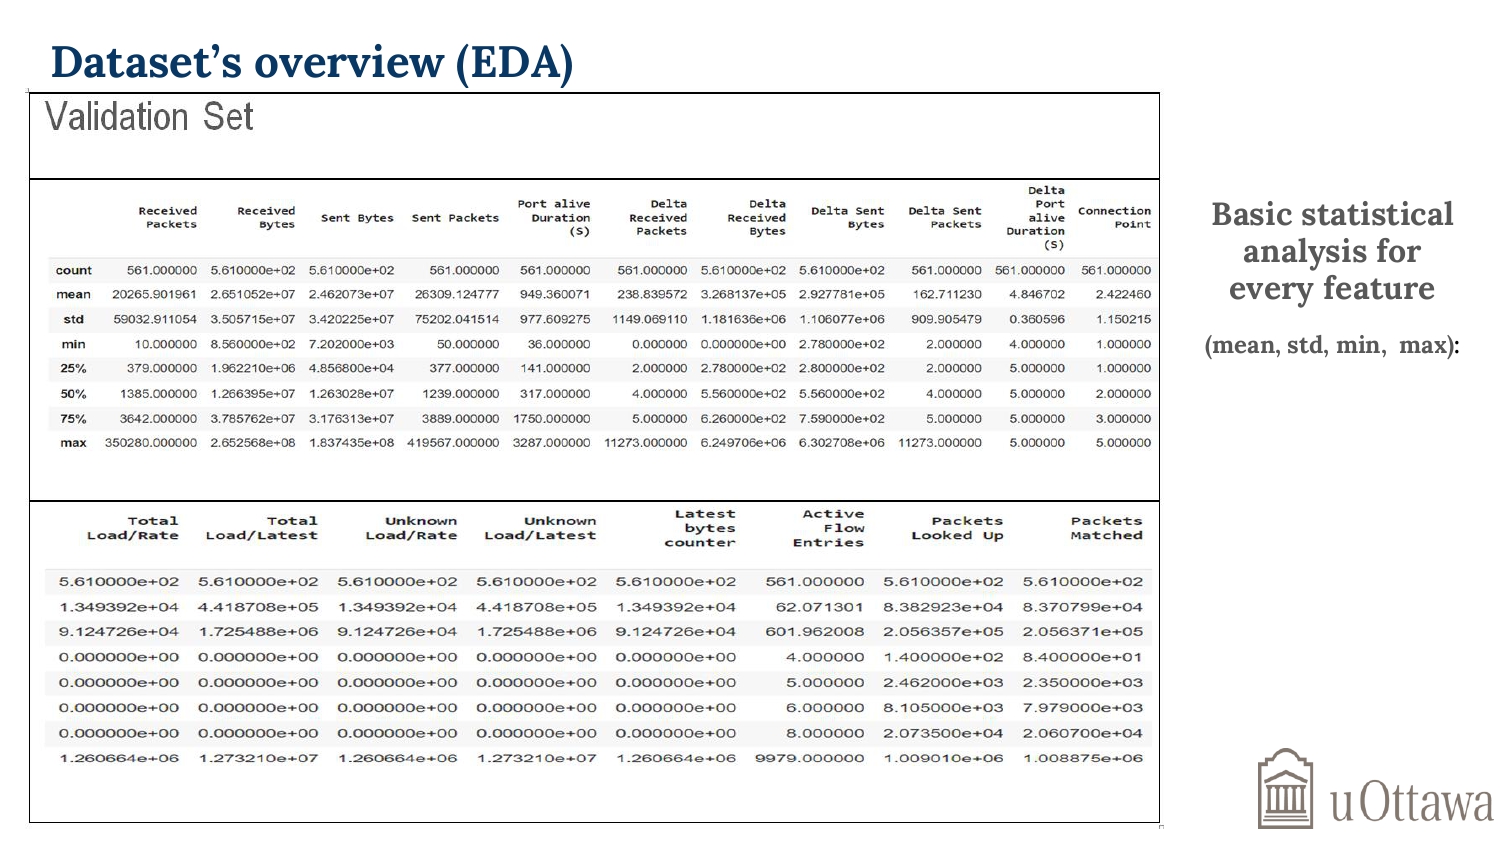 Dataset’s overview (EDA)
Validation Set
Received Packets Received Bytes Sent Bytes Sent Packets Port alive Duration (S) Delta Received Packets Delta Received Bytes Delta Sent Bytes Delta Sent Packets Delta Port alive Duration (S) Connection Point
count 561.000000 5.610000e+02 5.610000e+02 561.000000 561.000000 561.000000 5.610000e+02 5.610000e+02 561.000000 561.000000 561.000000
mean 20265.901961 2.651052e+07 2.462073e+07 26309.124777 949.360071 238.839572 3.268137e+05 2.927781e+05 162.711230 4.846702 2.422460
std 59032.911054 3.505715e+07 3.420225e+07 75202.041514 977.609275 1149.069110 1.181636e+06 1.106077e+06 909.905479 0.360596 1.150215
min 10.000000 8.560000e+02 7.202000e+03 50.000000 36.000000 0.000000 0.000000e+00 2.780000e+02 2.000000 4.000000 1.000000
25% 379.000000 1.962210e+06 4.856800e+04 377.000000 141.000000 2.000000 2.780000e+02 2.800000e+02 2.000000 5.000000 1.000000
50% 1385.000000 1.266395e+07 1.263028e+07 1239.000000 317.000000 4.000000 5.560000e+02 5.560000e+02 4.000000 5.000000 2.000000
75% 3642.000000 3.785762e+07 3.176313e+07 3889.000000 1750.000000 5.000000 6.260000e+02 7.590000e+02 5.000000 5.000000 3.000000
max 350280.000000 2.652568e+08 1.837435e+08 419567.000000 3287.000000 11273.000000 6.249706e+06 6.302708e+06 11273.000000 5.000000 5.000000
Total Load/Rate Total Load/Latest Unknown Load/Rate Unknown Load/Latest Latest bytes counter Active Flow Entries Packets Looked Up Packets Matched
5.610000e+02 5.610000e+02 5.610000e+02 5.610000e+02 5.610000e+02 561.000000 5.610000e+02 5.610000e+02
1.349392e+04 4.418708e+05 1.349392e+04 4.418708e+05 1.349392e+04 62.071301 8.382923e+04 8.370799e+04
9.124726e+04 1.725488e+06 9.124726e+04 1.725488e+06 9.124726e+04 601.962008 2.056357e+05 2.056371e+05
0.000000e+00 0.000000e+00 0.000000e+00 0.000000e+00 0.000000e+00 4.000000 1.400000e+02 8.400000e+01
0.000000e+00 0.000000e+00 0.000000e+00 0.000000e+00 0.000000e+00 5.000000 2.462000e+03 2.350000e+03
0.000000e+00 0.000000e+00 0.000000e+00 0.000000e+00 0.000000e+00 6.000000 8.105000e+03 7.979000e+03
0.000000e+00 0.000000e+00 0.000000e+00 0.000000e+00 0.000000e+00 8.000000 2.073500e+04 2.060700e+04
1.260664e+06 1.273210e+07 1.260664e+06 1.273210e+07 1.260664e+06 9979.000000 1.009010e+06 1.008875e+06
Basic statistical
analysis for
every feature
(mean, std, min, max):
uOttawa